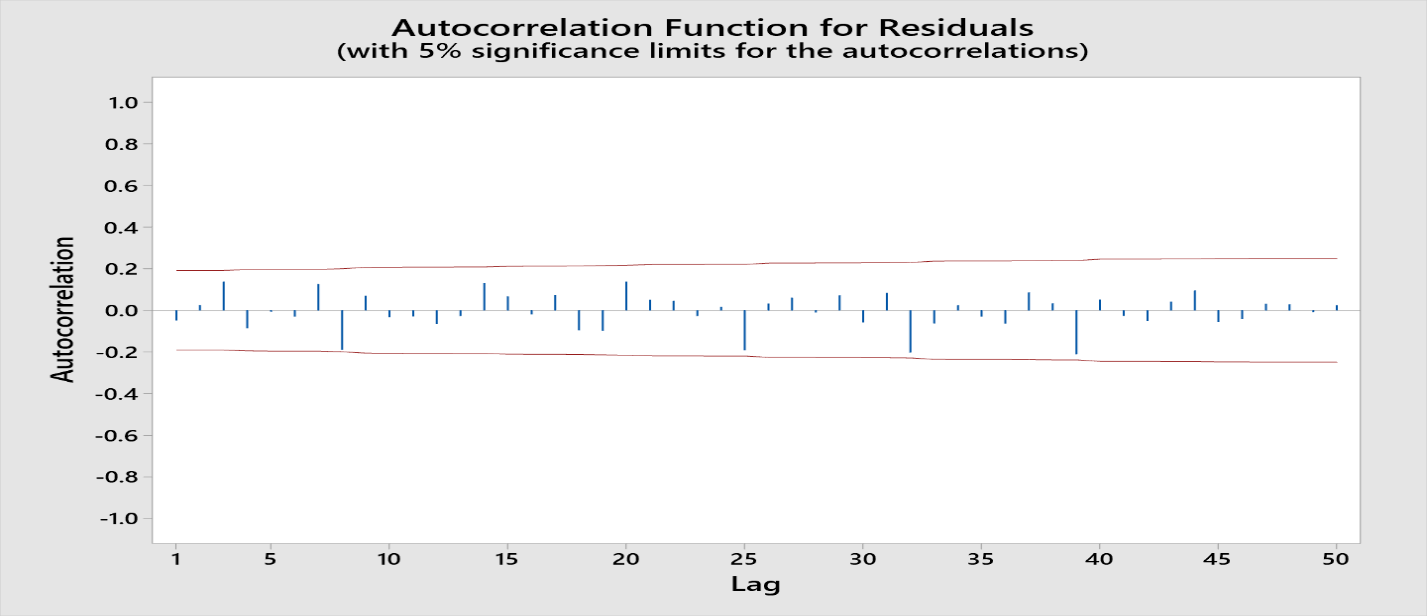 Autocorrelation Function for Residuals
(with 5% significance limits for the autocorrelations)
Autocorrelation
1.0
0.8
0.6
0.4
0.2
0.0
-0.2
-0.4
-0.6
-0.8
-1.0
1 5 10 15 20 25 30 35 40 45 50
Lag